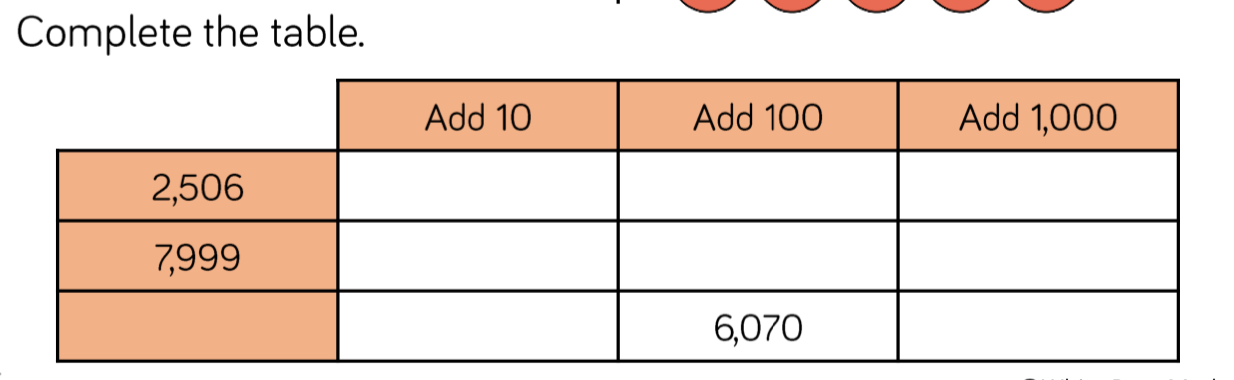 Complete the table.
Add 10 Add 100 Add 1,000
2,506
7,999
6,070